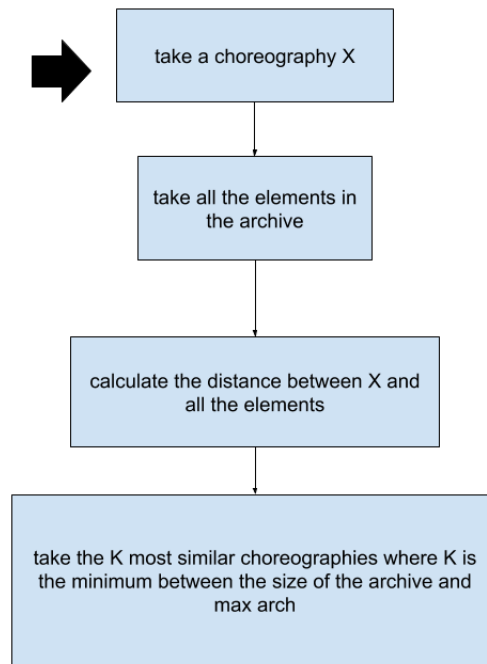 take a choreography X
take all the elements in
the archive
calculate the distance between X and
all the elements
take the K most similar choreographies where K is
the minimum between the size of the archive and
max arch